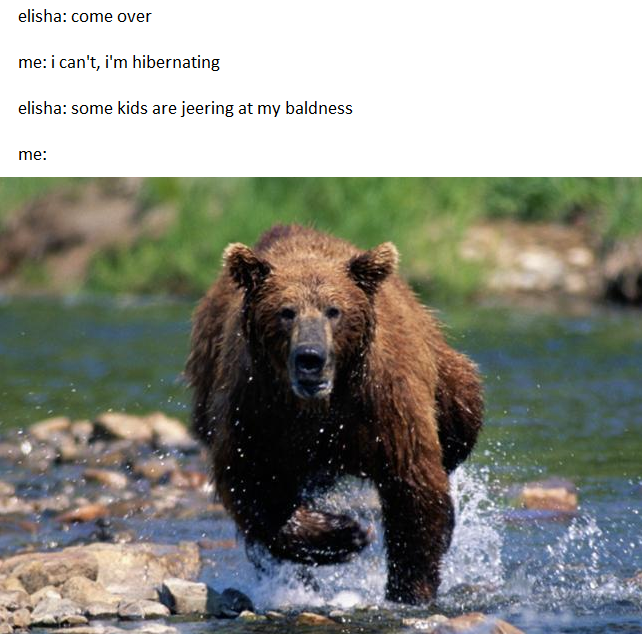 elisha: come over
me: i can't, i'm hibernating
elisha: some kids are jeering at my baldness
me: